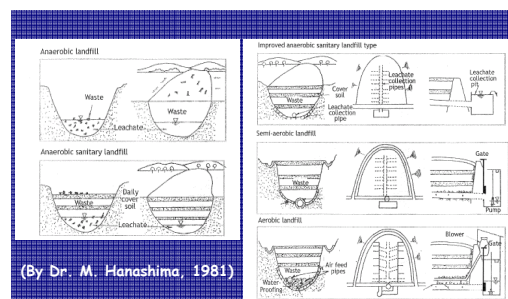 Anaerobic landfill
Waste
Waste
Leachate
Anaerobic sanitary landfill
Daily
cover
soil
Waste
Leachate
(By Dr. M. Hanashima, 1981)
Improved anaerobic sanitary landfill type
Waste
Cover
soil
Leachate
collection
pipe
Leachate
collection
pipes
Leachate
collection
pit
Semi-aerobic landfill
Waste
Gate
Pump
Aerobic landfill
Waste
Water
Proofing
Air feed
pipes
Blower
Gate